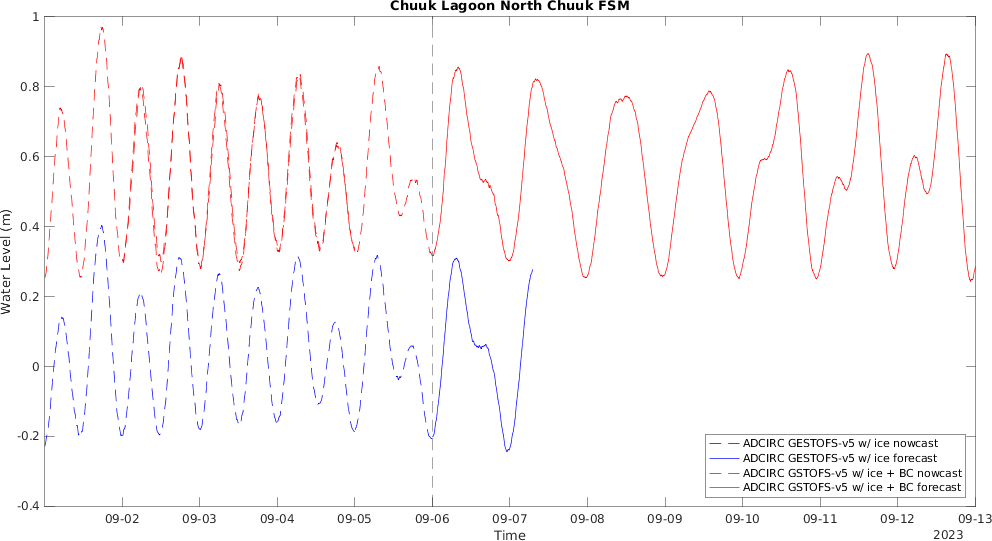 Chuuk Lagoon North Chuuk FSM
1
0.8
0.6
0.4
0.2
0
-0.2
-0.4
Water Level (m)
ADCIRC GESTOFS-v5 w/ ice nowcast
ADCIRC GESTOFS-v5 w/ ice forecast
ADCIRC GSTOFS-v5 w/ ice + BC nowcast
ADCIRC GSTOFS-v5 w/ ice + BC forecast
09-02 09-03 09-04 09-05 09-06 09-07 09-08 09-09 09-10 09-11 09-12 09-13
Time
2023